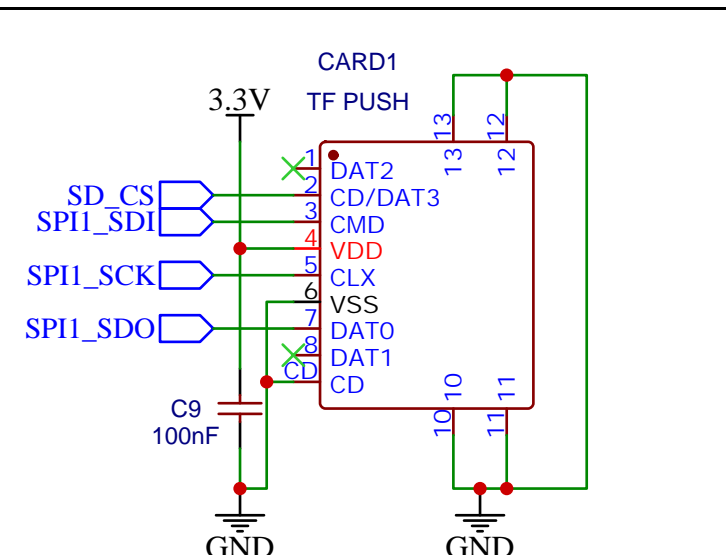 CARD1
3.3V TF PUSH
13 12
13 12
1 DAT2
SD_CS 2 CD/DAT3
SPI1_SDI 3 CMD
4 VDD
SPI1_SCK 5 CLX
6 VSS
SPI1_SDO 7 DAT0
8 DAT1
CD CD
10 11
C9
100nF 10 11
GND GND